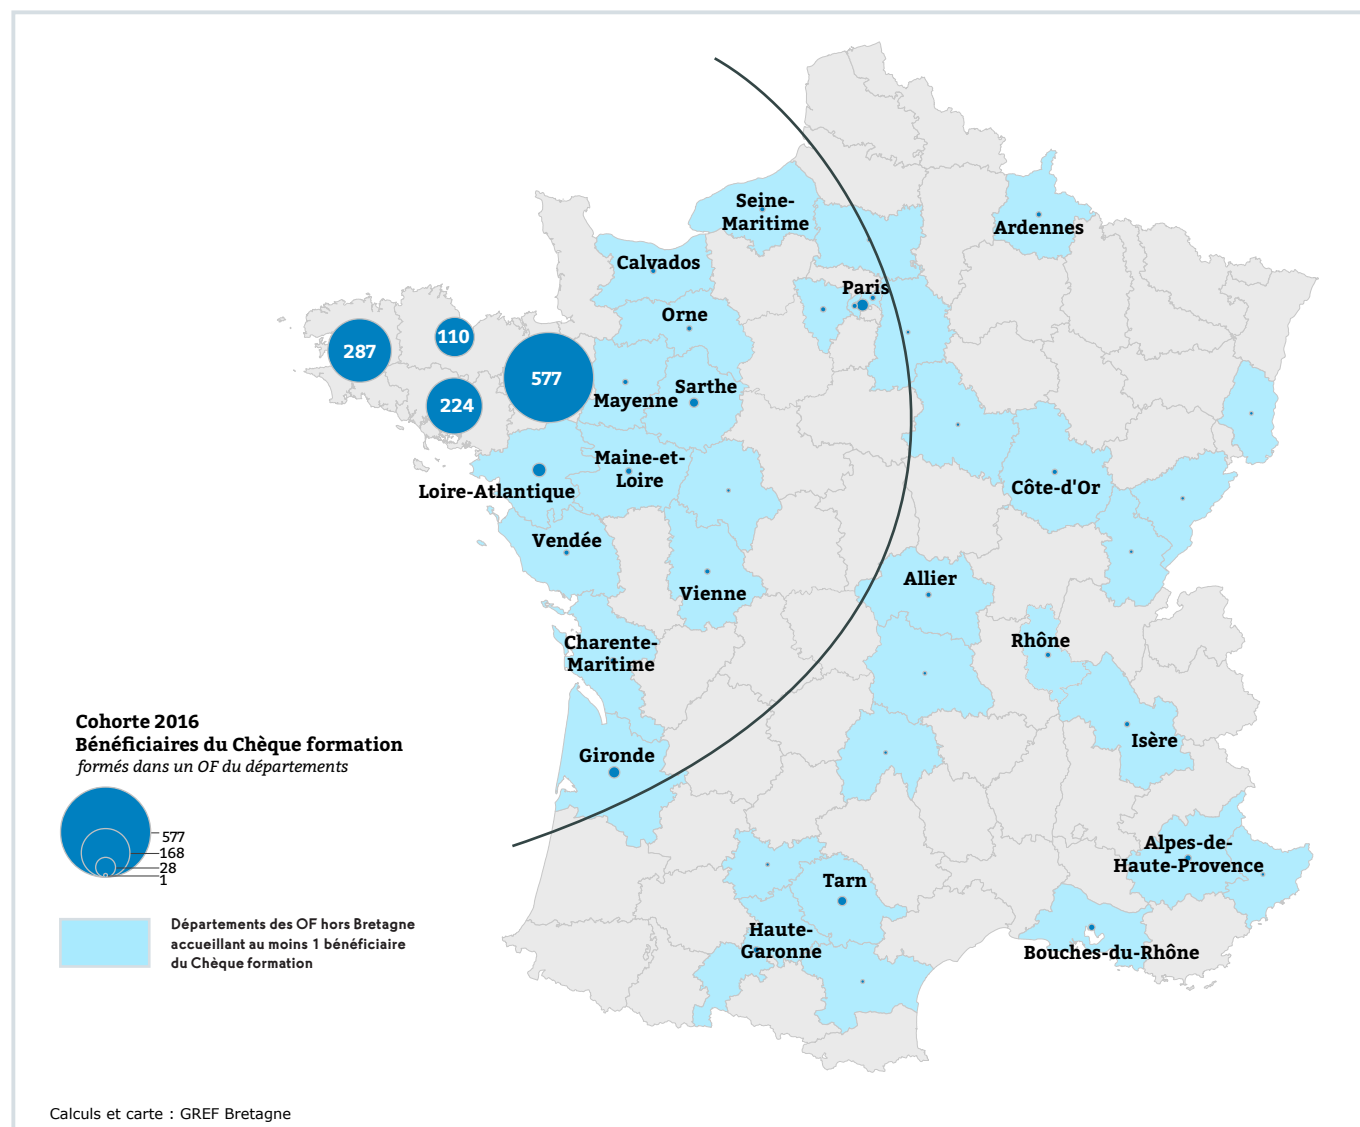 Seine-
Maritime
Ardennes
Calvados
Paris
Orne
287
110
577
224
Mayenne
Sarthe
Maine-et-
Loire
Loire-Atlantique
Côte-d'Or
Vendée
Vienne
Allier
Charente-
Maritime
Rhône
Isère
Gironde
Cohorte 2016
Bénéficiaires du Chèque formation
formés dans un OF du départements
577
168
28
1
Alpes-de-
Haute-Provence
Tarn
Haute-
Garonne
Bouches-du-Rhône
Départements des OF hors Bretagne
accueillant au moins 1 bénéficiaire
du Chèque formation
Calculs et carte : GREF Bretagne